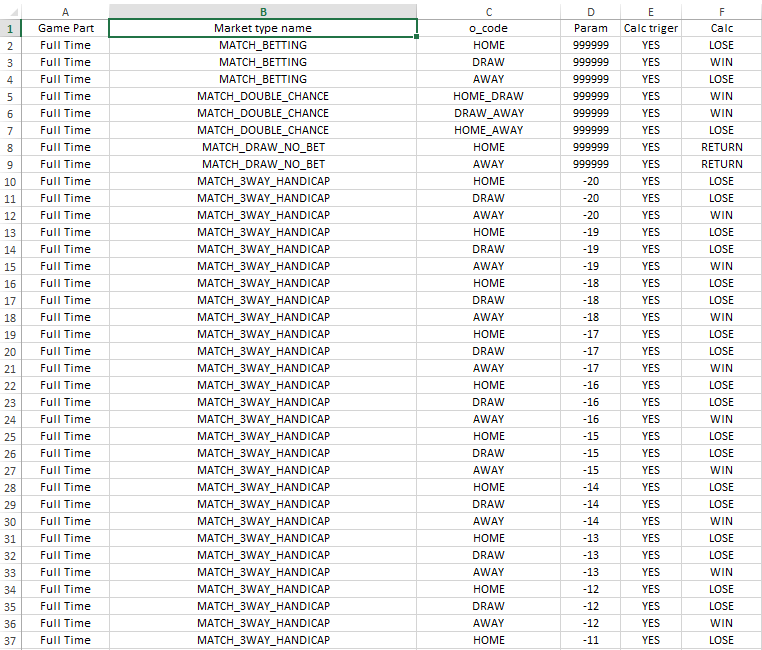 A B C D E F
1 Game Part Market type name o_code Param Calc triger Calc
2 Full Time MATCH_BETTING HOME 999999 YES LOSE
3 Full Time MATCH_BETTING DRAW 999999 YES WIN
4 Full Time MATCH_BETTING AWAY 999999 YES LOSE
5 Full Time MATCH_DOUBLE_CHANCE HOME_DRAW 999999 YES WIN
6 Full Time MATCH_DOUBLE_CHANCE DRAW_AWAY 999999 YES WIN
7 Full Time MATCH_DOUBLE_CHANCE HOME_AWAY 999999 YES LOSE
8 Full Time MATCH_DRAW_NO_BET HOME 999999 YES RETURN
9 Full Time MATCH_DRAW_NO_BET AWAY 999999 YES RETURN
10 Full Time MATCH_3WAY_HANDICAP HOME -20 YES LOSE
11 Full Time MATCH_3WAY_HANDICAP DRAW -20 YES LOSE
12 Full Time MATCH_3WAY_HANDICAP AWAY -20 YES WIN
13 Full Time MATCH_3WAY_HANDICAP HOME -19 YES LOSE
14 Full Time MATCH_3WAY_HANDICAP DRAW -19 YES LOSE
15 Full Time MATCH_3WAY_HANDICAP AWAY -19 YES WIN
16 Full Time MATCH_3WAY_HANDICAP HOME -18 YES LOSE
17 Full Time MATCH_3WAY_HANDICAP DRAW -18 YES LOSE
18 Full Time MATCH_3WAY_HANDICAP AWAY -18 YES WIN
19 Full Time MATCH_3WAY_HANDICAP HOME -17 YES LOSE
20 Full Time MATCH_3WAY_HANDICAP DRAW -17 YES LOSE
21 Full Time MATCH_3WAY_HANDICAP AWAY -17 YES WIN
22 Full Time MATCH_3WAY_HANDICAP HOME -16 YES LOSE
23 Full Time MATCH_3WAY_HANDICAP DRAW -16 YES LOSE
24 Full Time MATCH_3WAY_HANDICAP AWAY -16 YES WIN
25 Full Time MATCH_3WAY_HANDICAP HOME -15 YES LOSE
26 Full Time MATCH_3WAY_HANDICAP DRAW -15 YES LOSE
27 Full Time MATCH_3WAY_HANDICAP AWAY -15 YES WIN
28 Full Time MATCH_3WAY_HANDICAP HOME -14 YES LOSE
29 Full Time MATCH_3WAY_HANDICAP DRAW -14 YES LOSE
30 Full Time MATCH_3WAY_HANDICAP AWAY -14 YES WIN
31 Full Time MATCH_3WAY_HANDICAP HOME -13 YES LOSE
32 Full Time MATCH_3WAY_HANDICAP DRAW -13 YES LOSE
33 Full Time MATCH_3WAY_HANDICAP AWAY -13 YES WIN
34 Full Time MATCH_3WAY_HANDICAP HOME -12 YES LOSE
35 Full Time MATCH_3WAY_HANDICAP DRAW -12 YES LOSE
36 Full Time MATCH_3WAY_HANDICAP AWAY -12 YES WIN
37 Full Time MATCH_3WAY_HANDICAP HOME -11 YES LOSE